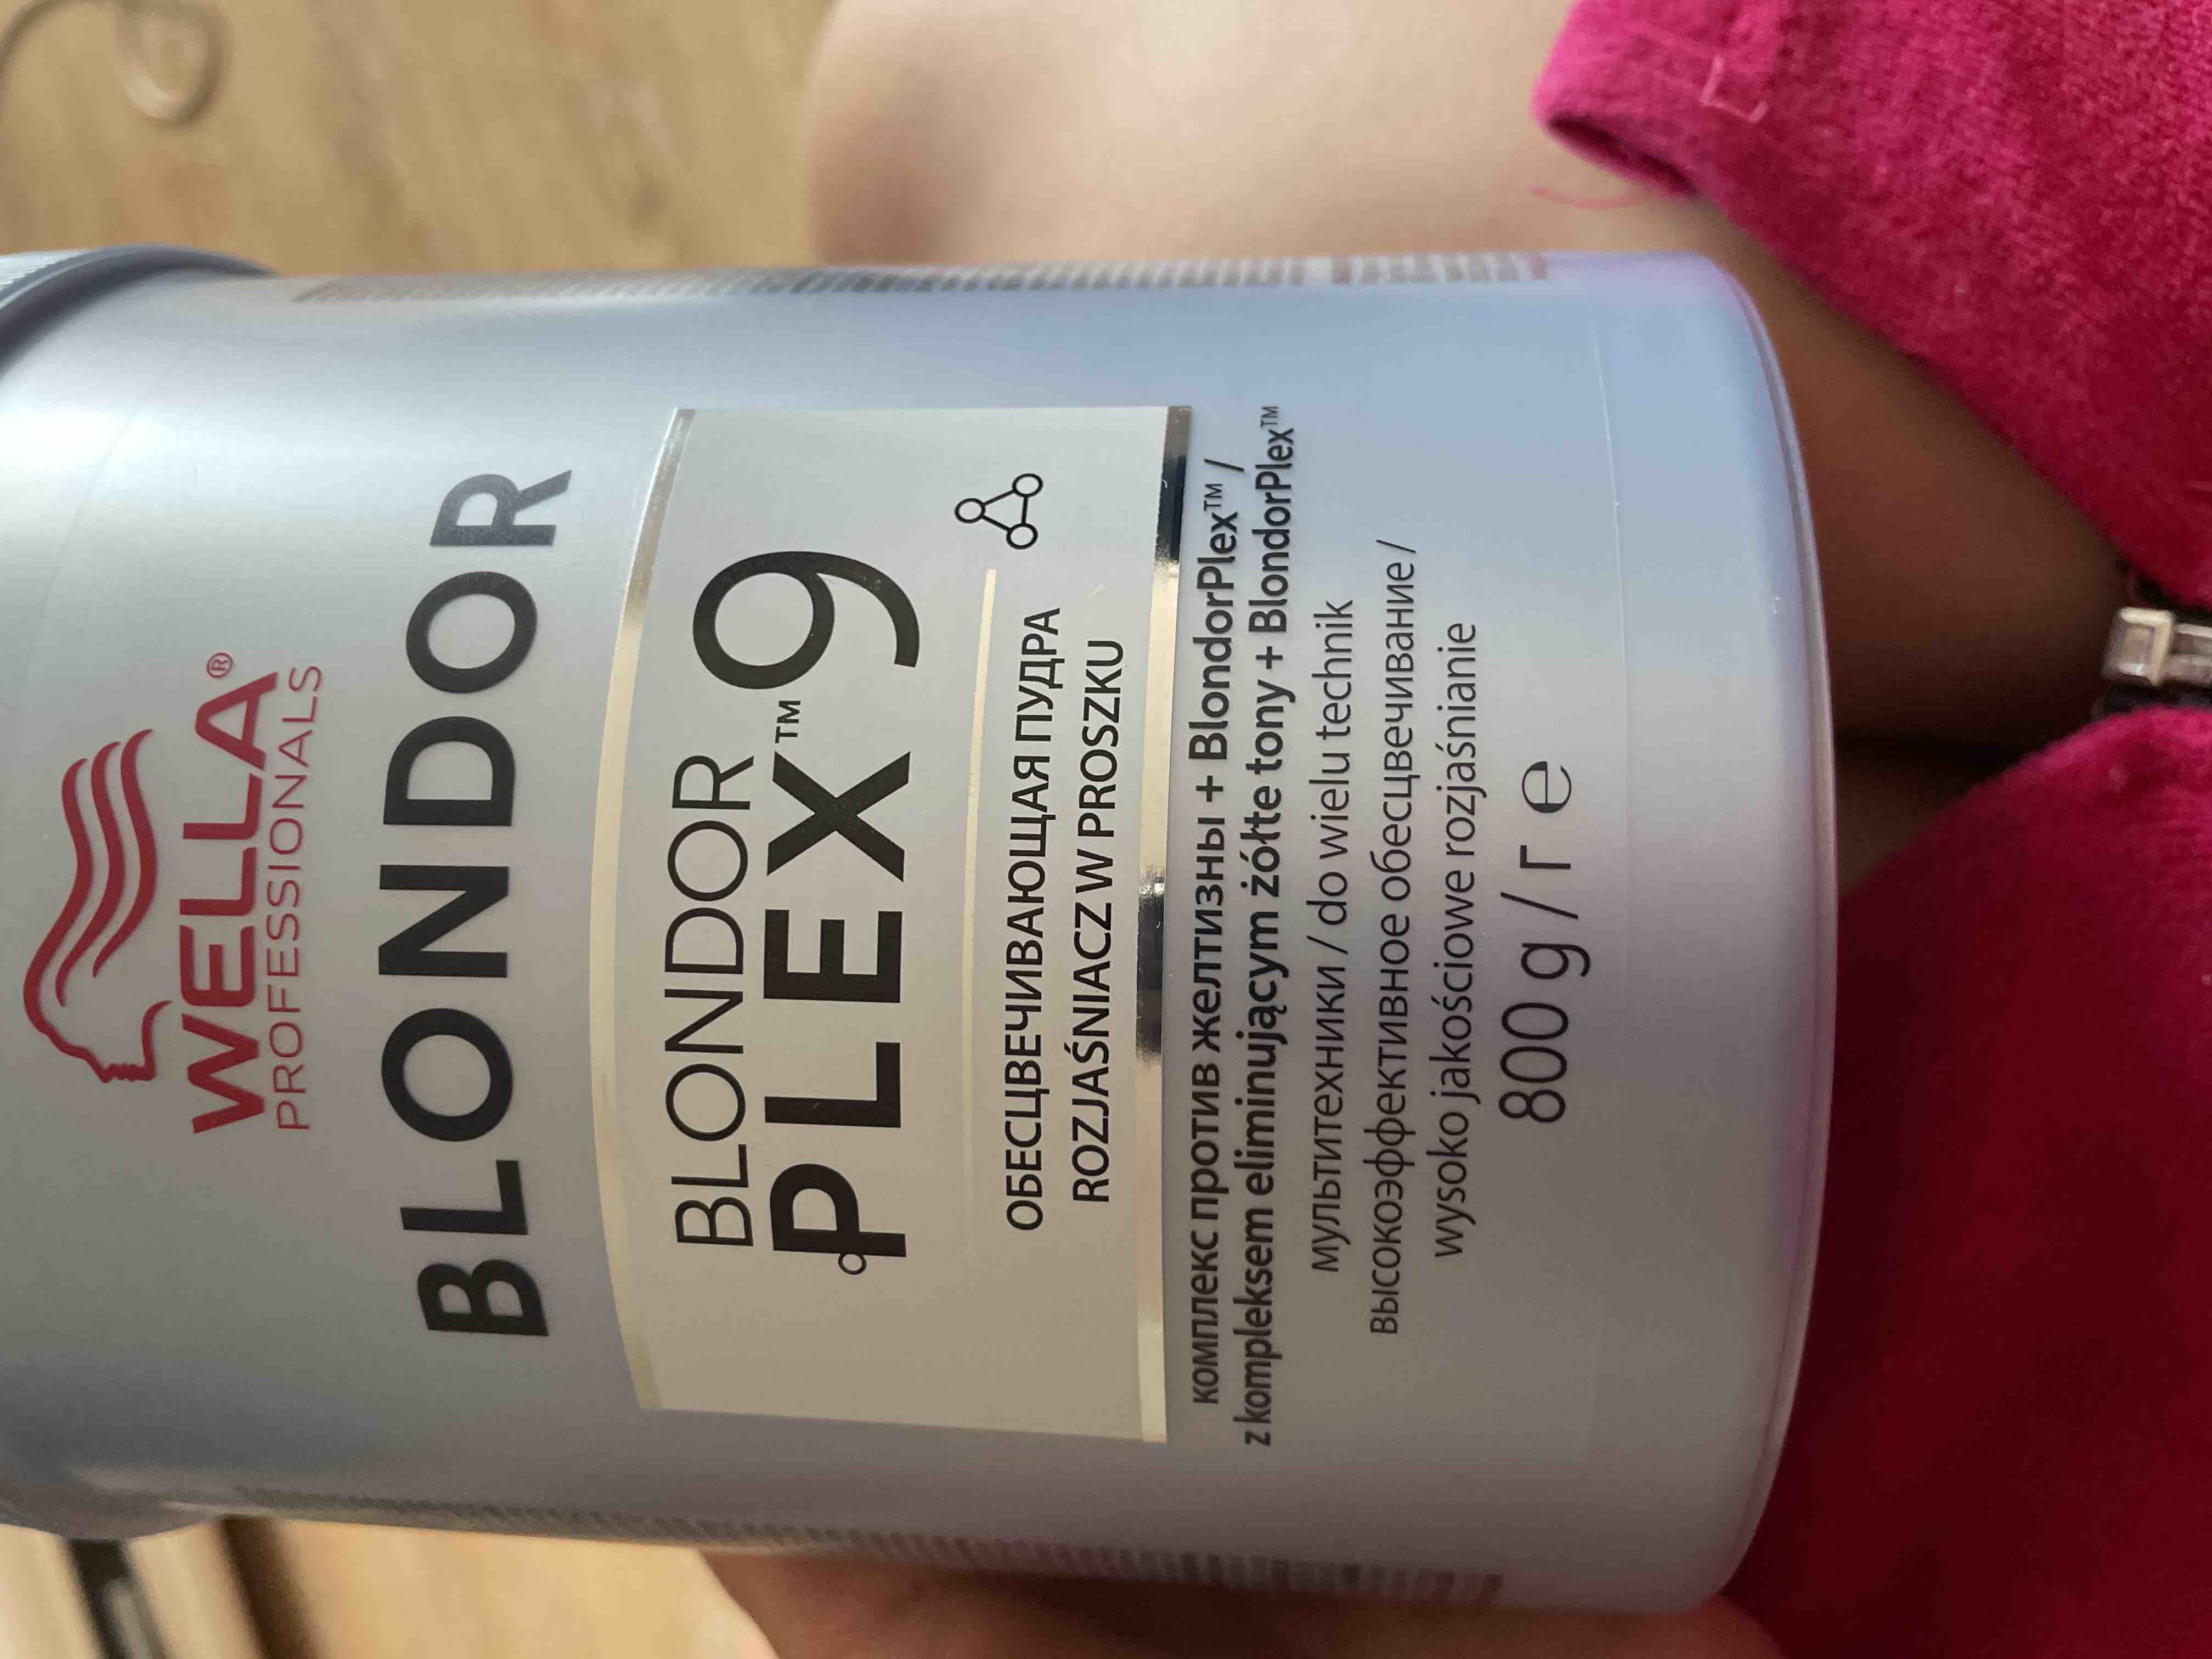 WELLA®
PROFESSIONALS
BLONDOR
BLONDOR
PLEX™9
ОБЕСЦВЕЧИВАЮЩАЯ ПУДРА
ROZJAŚNIACZ W PROSZKU
комплекс против желтизны + BlondorPlex™ /
z kompleksem eliminującym żółte tony + BlondorPlex™
мультитехники / do wielu technik
высокоэффективное обесцвечивание /
wysoko jakościowe rozjaśnianie
800 g / г e